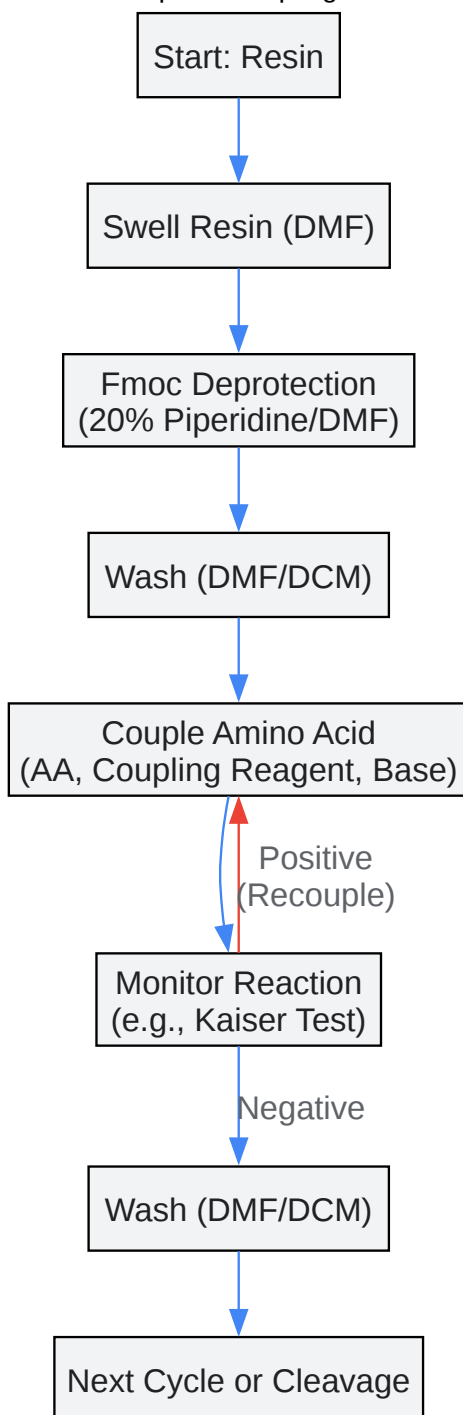 Start: Resin
Swell Resin (DMF)
Fmoc Deprotection
(20% Piperidine/DMF)
Wash (DMF/DCM)
Couple Amino Acid
(AA, Coupling Reagent, Base)
Positive
(Recouple)
Monitor Reaction
(e.g., Kaiser Test)
Negative
Wash (DMF/DCM)
Next Cycle or Cleavage